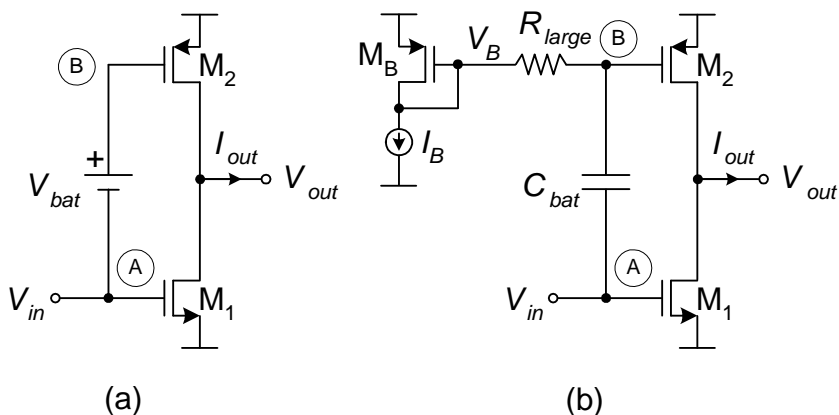 B
M2
+
Vbat
Iout
Vout
A
Vin
M1
(a)
MB
VB
Rlarge
B
M2
IB
Iout
Vout
Cbat
A
Vin
M1
(b)